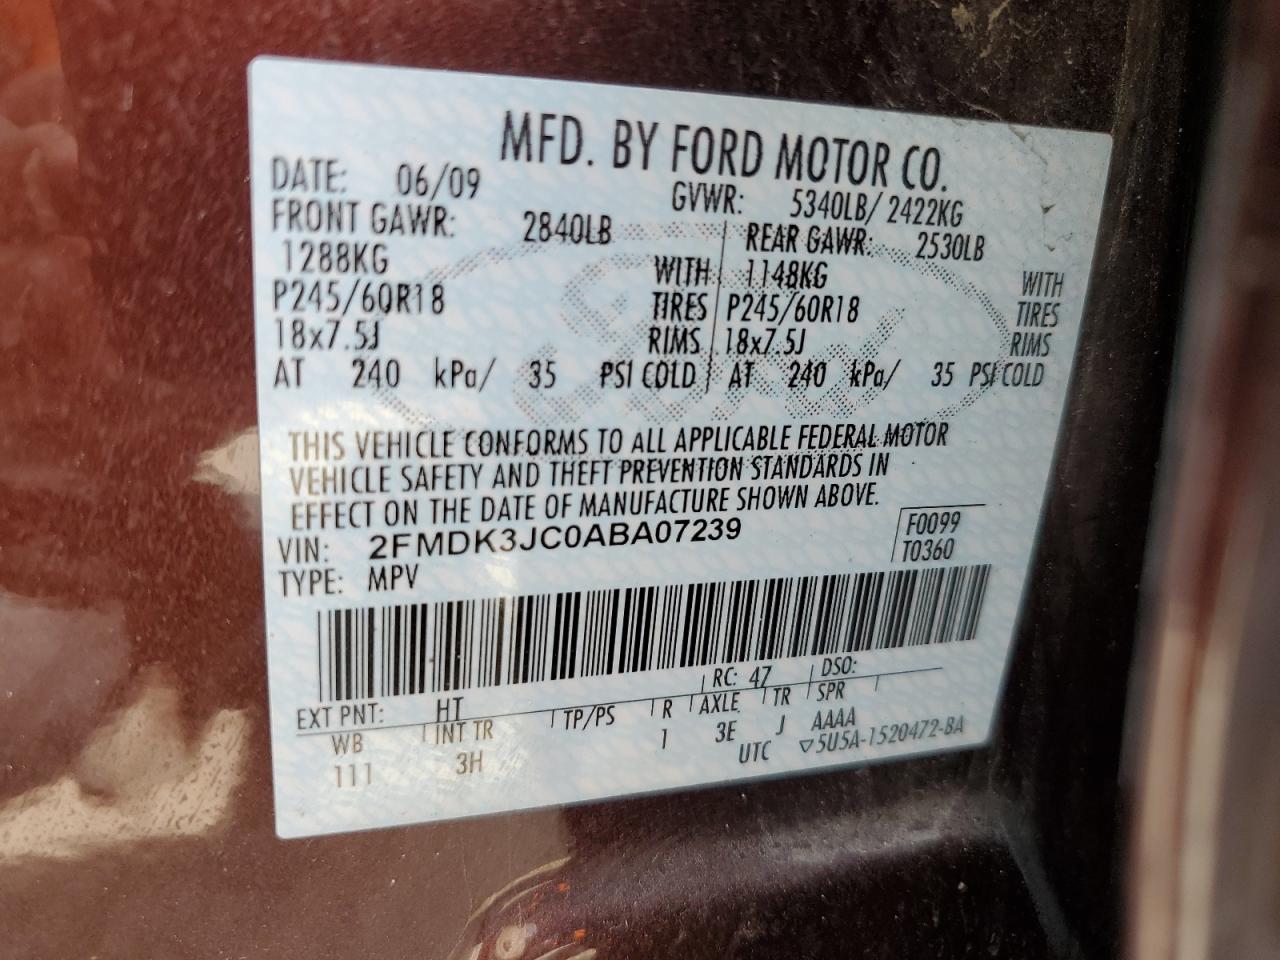 MFD. BY FORD MOTOR CO.
DATE: 06/09 GVWR: 5340LB/ 2422KG
FRONT GAWR: 2840LB REAR GAWR: 2530LB
1288KG WITH 1148KG WITH
P245/60R18 TIRES P245/60R18 TIRES
18x7.5J RIMS 18x7.5J RIMS
AT 240 kPa/ 35 PSI COLD AT 240 kPa/ 35 PSI COLD
THIS VEHICLE CONFORMS TO ALL APPLICABLE FEDERAL MOTOR
VEHICLE SAFETY AND THEFT PREVENTION STANDARDS IN
EFFECT ON THE DATE OF MANUFACTURE SHOWN ABOVE.
VIN: 2FMDK3JC0ABA07239 F0099
TYPE: MPV T0360
EXT PNT: HT RC: 47 DSO:
WB INT TR TP/PS R AXLE TR SPR
111 3H 1 3E J AAAA
UTC ▽5U5A-1520472-BA